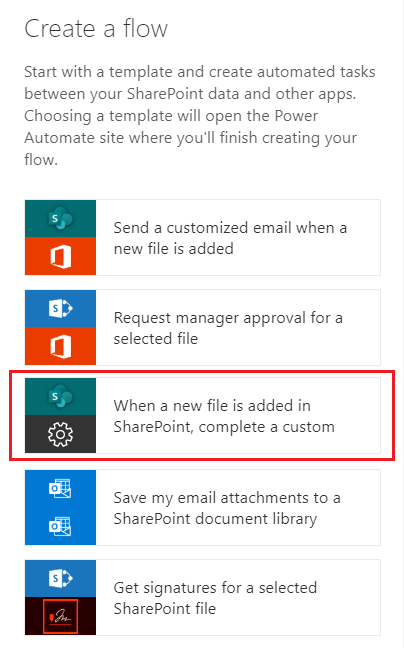 Create a flow
Start with a template and create automated tasks
between your SharePoint data and other apps.
Choosing a template will open the Power
Automate site where you'll finish creating your
flow.
Send a customized email when a
new file is added
Request manager approval for a
selected file
When a new file is added in
SharePoint, complete a custom
Save my email attachments to a
SharePoint document library
Get signatures for a selected
SharePoint file